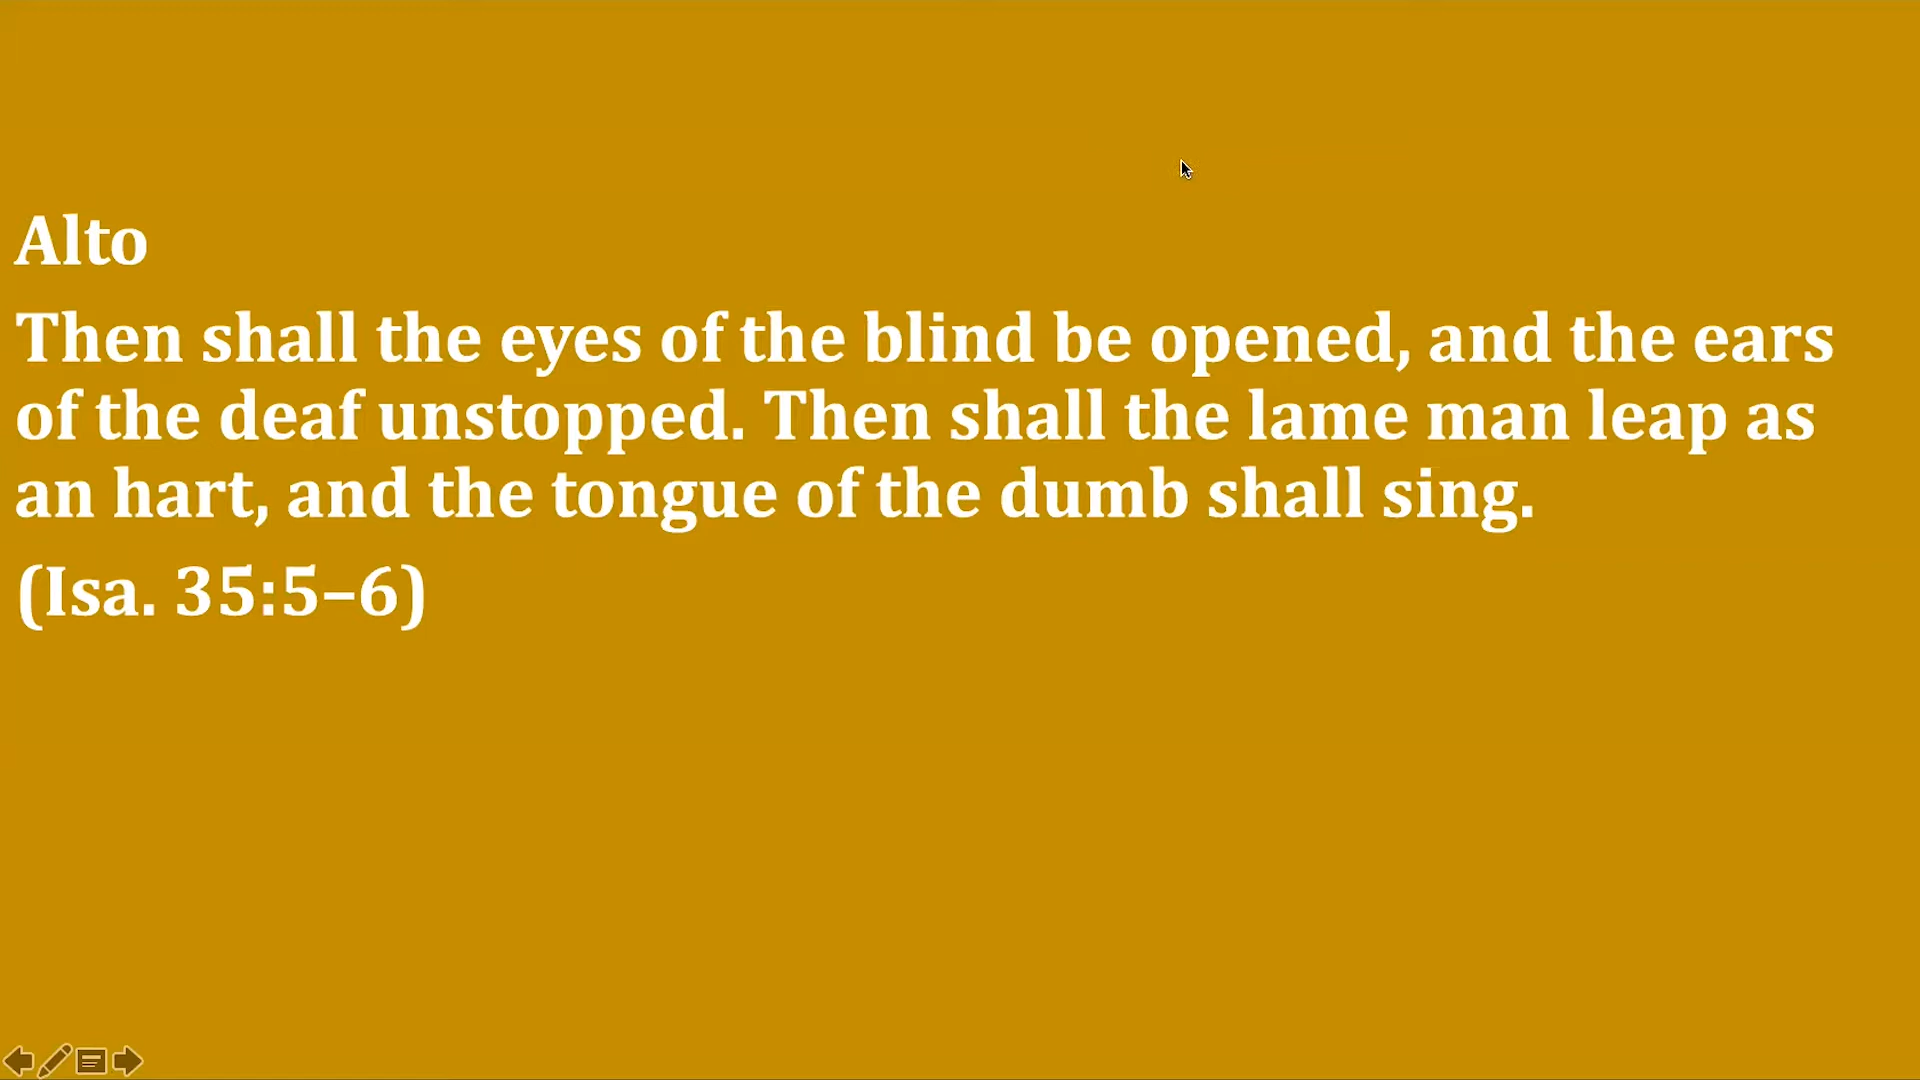 Alto
Then shall the eyes of the blind be opened, and the ears
of the deaf unstopped. Then shall the lame man leap as
an hart, and the tongue of the dumb shall sing.
(Isa. 35:5–6)